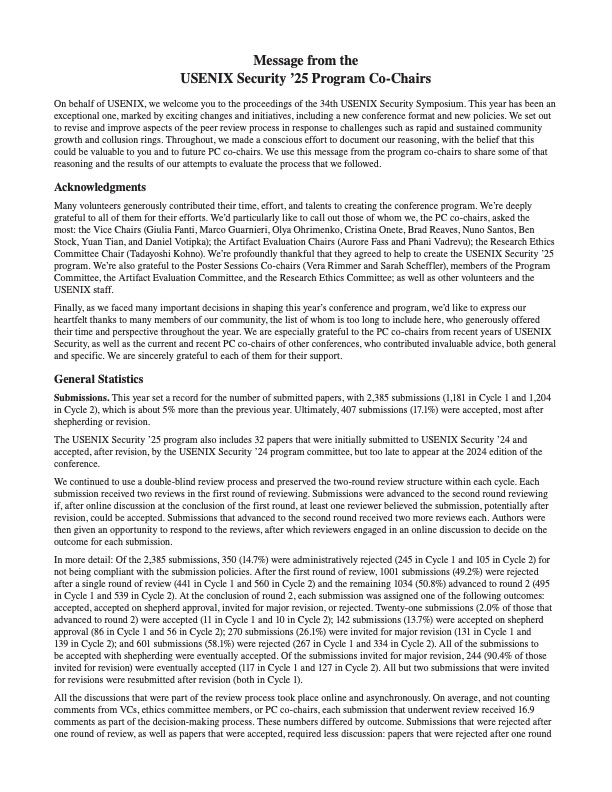 Message from the
USENIX Security ’25 Program Co-Chairs
On behalf of USENIX, we welcome you to the proceedings of the 34th USENIX Security Symposium. This year has been an
exceptional one, marked by exciting changes and initiatives, including a new conference format and new policies. We set out
to revise and improve aspects of the peer review process in response to challenges such as rapid and sustained community
growth and collusion rings. Throughout, we made a conscious effort to document our reasoning, with the belief that this
could be valuable to you and to future PC co-chairs. We use this message from the program co-chairs to share some of that
reasoning and the results of our attempts to evaluate the process that we followed.
Acknowledgments
Many volunteers generously contributed their time, effort, and talents to creating the conference program. We’re deeply
grateful to all of them for their efforts. We’d particularly like to call out those of whom we, the PC co-chairs, asked the
most: the Vice Chairs (Giulia Fanti, Marco Guarnieri, Olya Ohrimenko, Cristina Onete, Brad Reaves, Nuno Santos, Ben
Stock, Yuan Tian, and Daniel Votipka); the Artifact Evaluation Chairs (Aurore Fass and Phani Vadrevu); the Research Ethics
Committee Chair (Tadayoshi Kohno). We’re profoundly thankful that they agreed to help to create the USENIX Security ’25
program. We’re also grateful to the Poster Sessions Co-chairs (Vera Rimmer and Sarah Scheffler), members of the Program
Committee, the Artifact Evaluation Committee, and the Research Ethics Committee; as well as other volunteers and the
USENIX staff.
Finally, as we faced many important decisions in shaping this year’s conference and program, we’d like to express our
heartfelt thanks to many members of our community, the list of whom is too long to include here, who generously offered
their time and perspective throughout the year. We are especially grateful to the PC co-chairs from recent years of USENIX
Security, as well as the current and recent PC co-chairs of other conferences, who contributed invaluable advice, both general
and specific. We are sincerely grateful to each of them for their support.
General Statistics
Submissions. This year set a record for the number of submitted papers, with 2,385 submissions (1,181 in Cycle 1 and 1,204
in Cycle 2), which is about 5% more than the previous year. Ultimately, 407 submissions (17.1%) were accepted, most after
shepherding or revision.
The USENIX Security ’25 program also includes 32 papers that were initially submitted to USENIX Security ’24 and
accepted, after revision, by the USENIX Security ’24 program committee, but too late to appear at the 2024 edition of the
conference.
We continued to use a double-blind review process and preserved the two-round review structure within each cycle. Each
submission received two reviews in the first round of reviewing. Submissions were advanced to the second round reviewing
if, after online discussion at the conclusion of the first round, at least one reviewer believed the submission, potentially after
revision, could be accepted. Submissions that advanced to the second round received two more reviews each. Authors were
then given an opportunity to respond to the reviews, after which reviewers engaged in an online discussion to decide on the
outcome for each submission.
In more detail: Of the 2,385 submissions, 350 (14.7%) were administratively rejected (245 in Cycle 1 and 105 in Cycle 2) for
not being compliant with the submission policies. After the first round of review, 1001 submissions (49.2%) were rejected
after a single round of review (441 in Cycle 1 and 560 in Cycle 2) and the remaining 1034 (50.8%) advanced to round 2 (495
in Cycle 1 and 539 in Cycle 2). At the conclusion of round 2, each submission was assigned one of the following outcomes:
accepted, accepted on shepherd approval, invited for major revision, or rejected. Twenty-one submissions (2.0% of those that
advanced to round 2) were accepted (11 in Cycle 1 and 10 in Cycle 2); 142 submissions (13.7%) were accepted on shepherd
approval (86 in Cycle 1 and 56 in Cycle 2); 270 submissions (26.1%) were invited for major revision (131 in Cycle 1 and
139 in Cycle 2); and 601 submissions (58.1%) were rejected (267 in Cycle 1 and 334 in Cycle 2). All of the submissions to
be accepted with shepherding were eventually accepted. Of the submissions invited for major revision, 244 (90.4% of those
invited for revision) were eventually accepted (117 in Cycle 1 and 127 in Cycle 2). All but two submissions that were invited
for revisions were resubmitted after revision (both in Cycle 1).
All the discussions that were part of the review process took place online and asynchronously. On average, and not counting
comments from VCs, ethics committee members, or PC co-chairs, each submission that underwent review received 16.9
comments as part of the decision-making process. These numbers differed by outcome. Submissions that were rejected after
one round of review, as well as papers that were accepted, required less discussion: papers that were rejected after one round